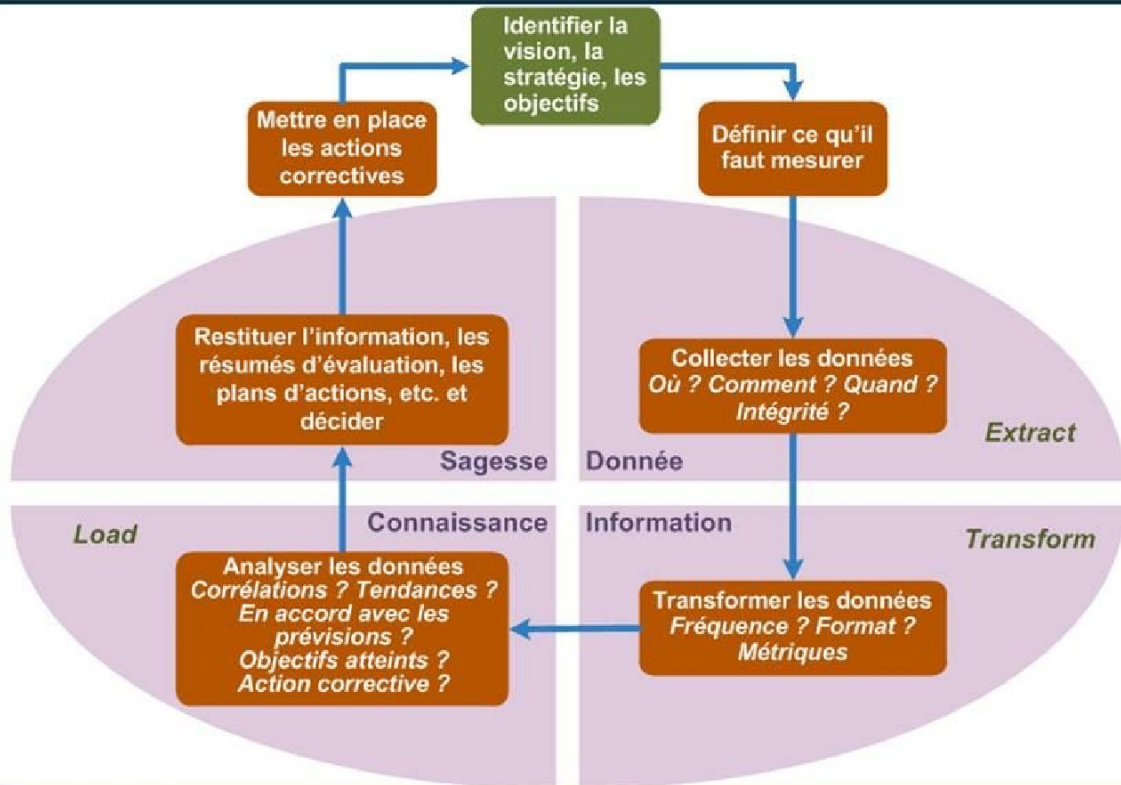 Identifier la
vision, la
stratégie, les
objectifs
Mettre en place
les actions
correctives
Définir ce qu'il
faut mesurer
Restituer l'information, les
résumés d'évaluation, les
plans d'actions, etc. et
décider
Collecter les données
Où ? Comment ? Quand ?
Intégrité ?
Extract
Sagesse
Donnée
Load
Connaissance
Information
Transform
Analyser les données
Corrélations ? Tendances ?
En accord avec les
prévisions ?
Objectifs atteints ?
Action corrective ?
Transformer les données
Fréquence ? Format ?
Métriques